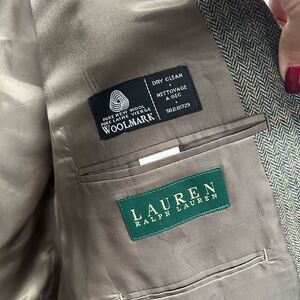 PURE NEW WOOL
PURE LAINE VIERGE
WOOLMARK
DRY CLEAN
•
NETTOYAGE
A SEC
•
LAUREN
RALPH LAUREN